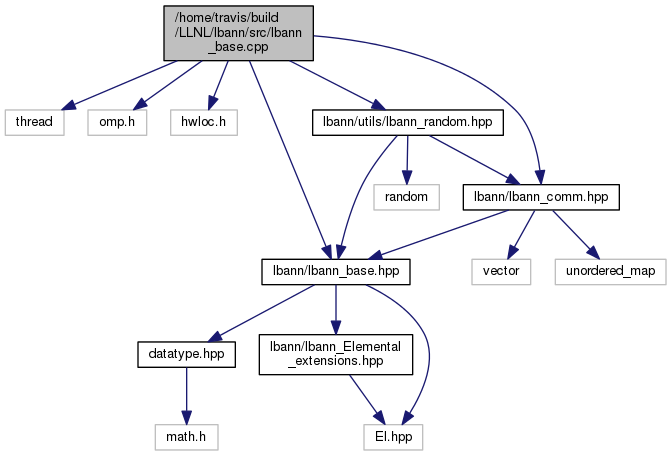 /home/travis/build
/LLNL/lbann/src/lbann
_base.cpp
thread
omp.h
hwloc.h
lbann/utils/lbann_random.hpp
random
lbann/lbann_comm.hpp
lbann/lbann_base.hpp
vector
unordered_map
datatype.hpp
lbann/lbann_Elemental
_extensions.hpp
math.h
El.hpp